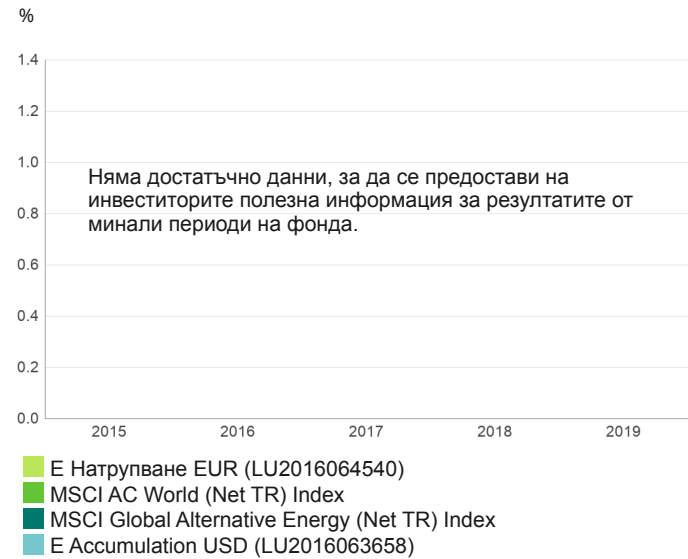 %
1.4
1.2
1.0
Няма достатъчно данни, за да се предостави на
инвеститорите полезна информация за резултатите от
0.8
минали периоди на фонда.
0.6
0.4
0.2
0.0
2015 2016 2017 2018 2019
E Натрупване EUR (LU2016064540)
MSCI AC World (Net TR) Index
MSCI Global Alternative Energy (Net TR) Index
E Accumulation USD (LU2016063658)